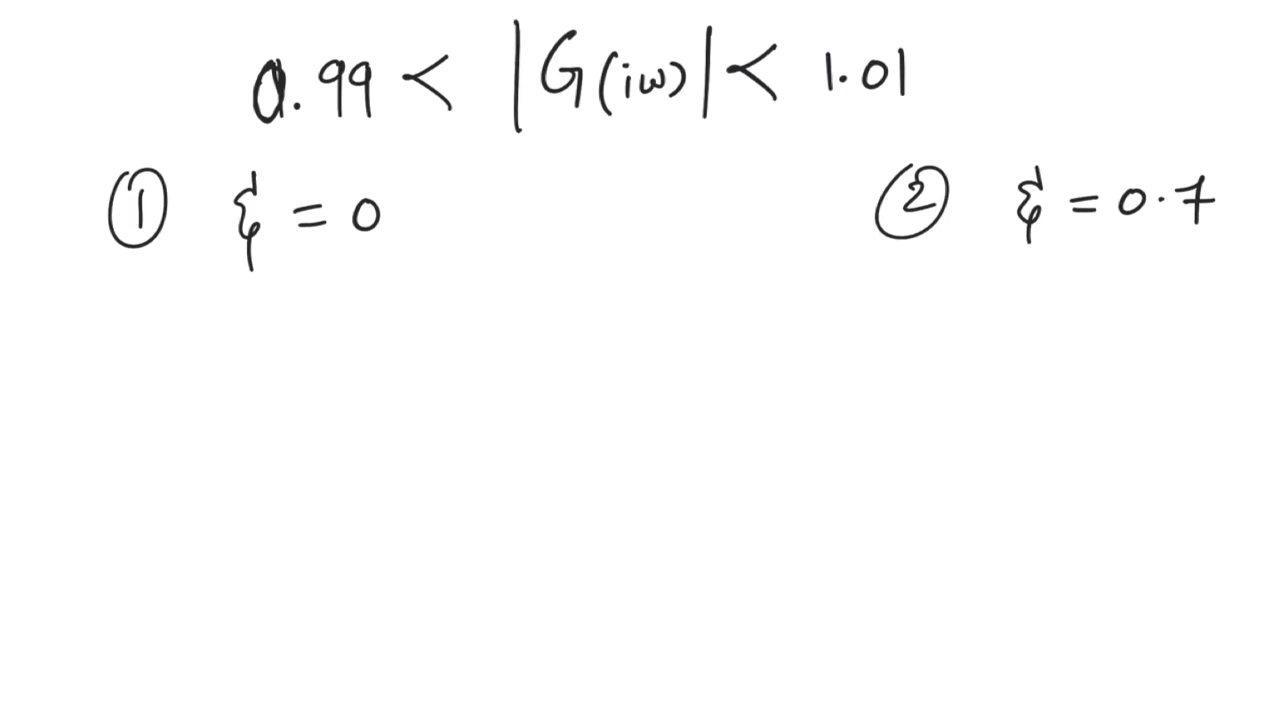 0.99 < |G(iω)| < 1.01
① ξ = 0 ② ξ = 0.7